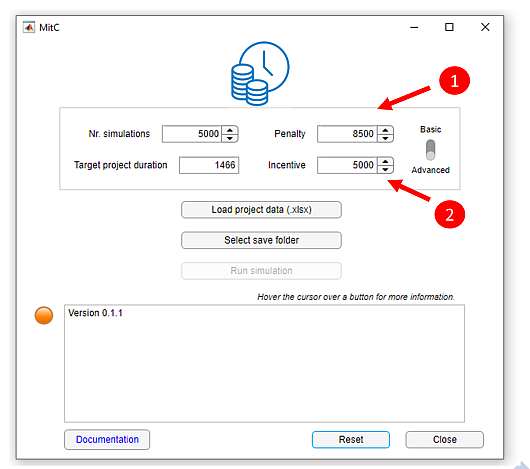 MitC
1
Nr. simulations 5000 Penalty 8500 Basic
Target project duration 1466 Incentive 5000 Advanced
2
Load project data (.xlsx)
Select save folder
Run simulation
Hover the cursor over a button for more information.
Version 0.1.1
Documentation Reset Close